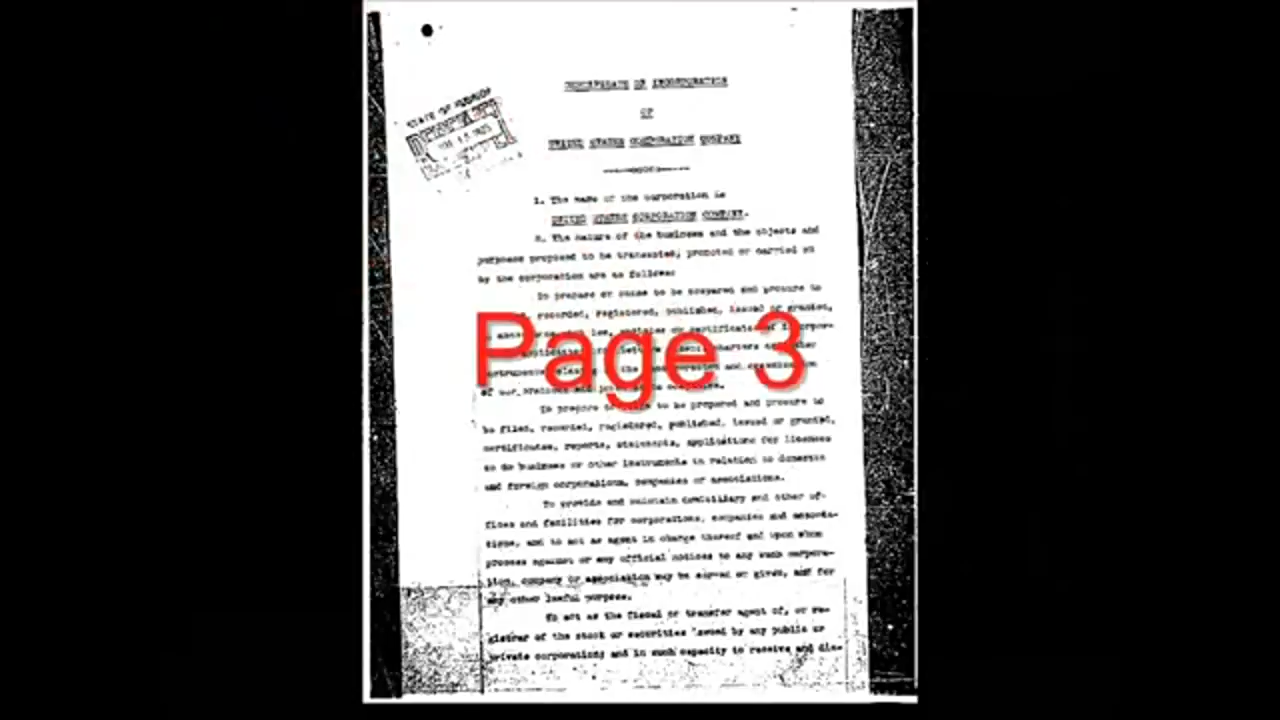 CERTIFICATE OF INCORPORATION
OF
UNITED STATES CORPORATION COMPANY
STATE OF
1. The name of the corporation is
UNITED STATES CORPORATION COMPANY.
2. The nature of the business and the objects and
purposes proposed to be transacted, promoted or carried on
by the corporation are as follows:
To prepare or cause to be prepared and procure to
recorded, registered, published, issued or granted,
Page 3
of and
To prepare to be prepared and procure to
be filed, recorded, registered, published, issued or granted,
certificates, reports, statements, applications for licenses
to do business or other instruments in relation to domestic
and foreign corporations, companies or associations.
To provide and maintain domiciliary and other of-
fices and facilities for corporations, companies and associa-
tions, and to act as agent in charge thereof and upon whom
process against or any official notices to any such corpora-
tion, company or association may be served or given, and for
any other lawful purpose.
To act as the fiscal or transfer agent of, or re-
gistrar of the stock or securities issued by any public or
private corporation; and in such capacity to receive and dis-